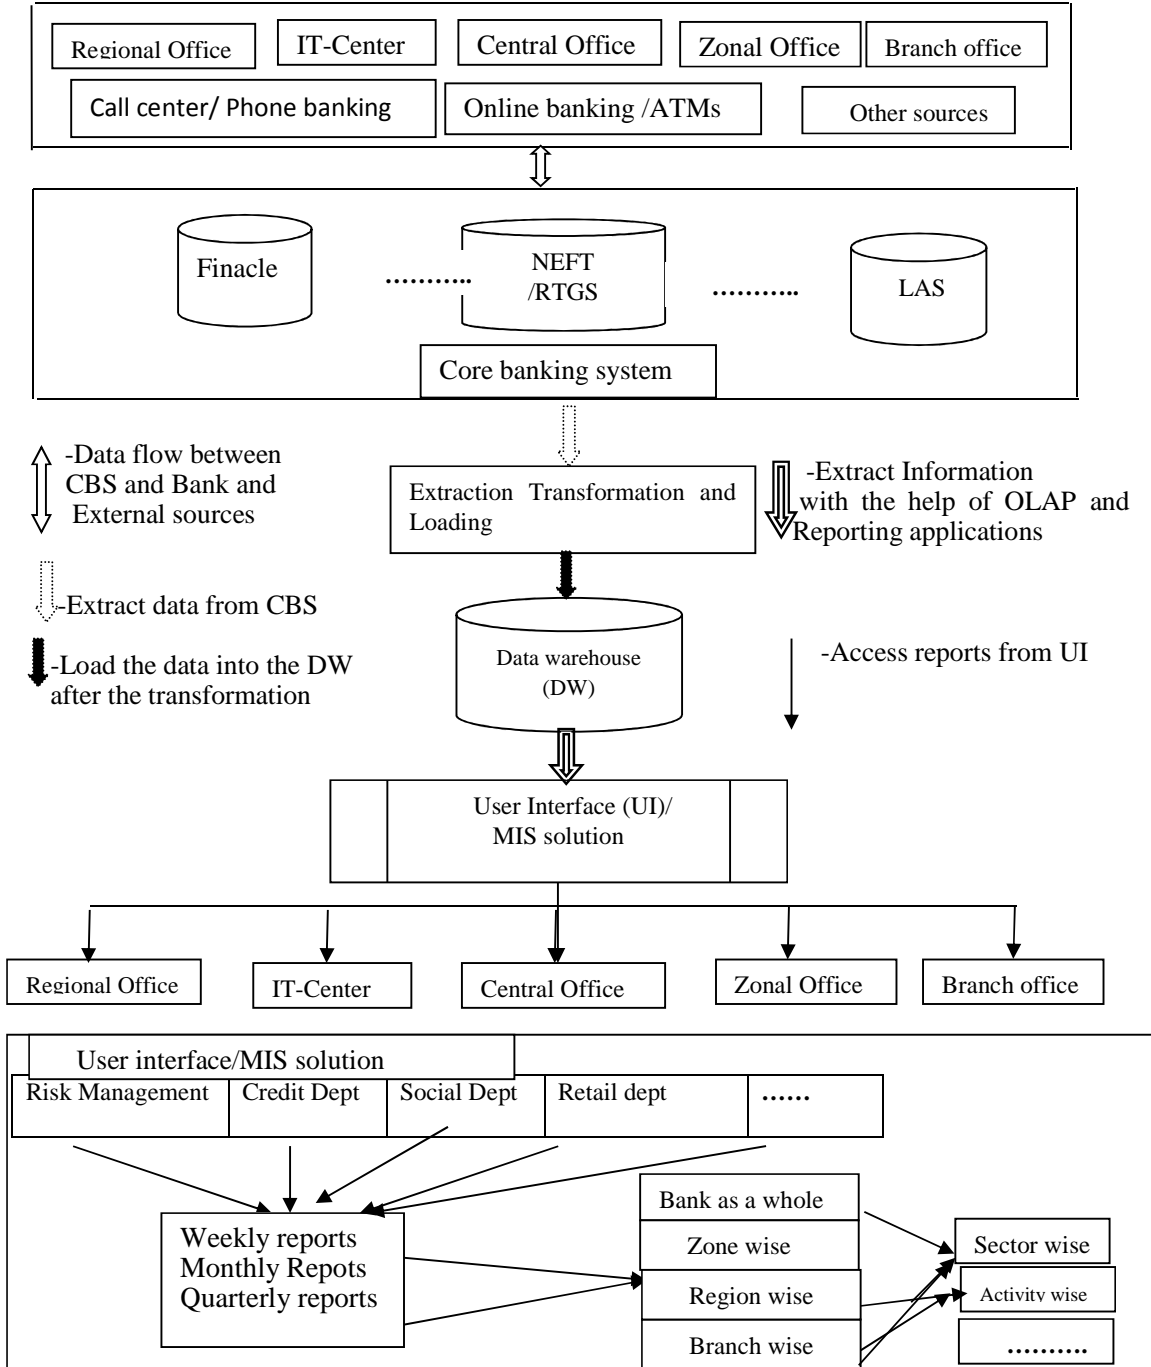 Regional Office
IT-Center
Central Office
Zonal Office
Branch office
Call center/ Phone banking
Online banking /ATMs
Other sources
Finacle
...........
NEFT
/RTGS
...........
LAS
Core banking system
-Data flow between
CBS and Bank and
External sources
Extraction Transformation and
Loading
-Extract Information
with the help of OLAP and
Reporting applications
-Extract data from CBS
-Load the data into the DW
after the transformation
Data warehouse
(DW)
-Access reports from UI
User Interface (UI)/
MIS solution
Regional Office
IT-Center
Central Office
Zonal Office
Branch office
User interface/MIS solution
Risk Management
Credit Dept
Social Dept
Retail dept
......
Weekly reports
Monthly Repots
Quarterly reports
Bank as a whole
Zone wise
Region wise
Branch wise
Sector wise
Activity wise
..........